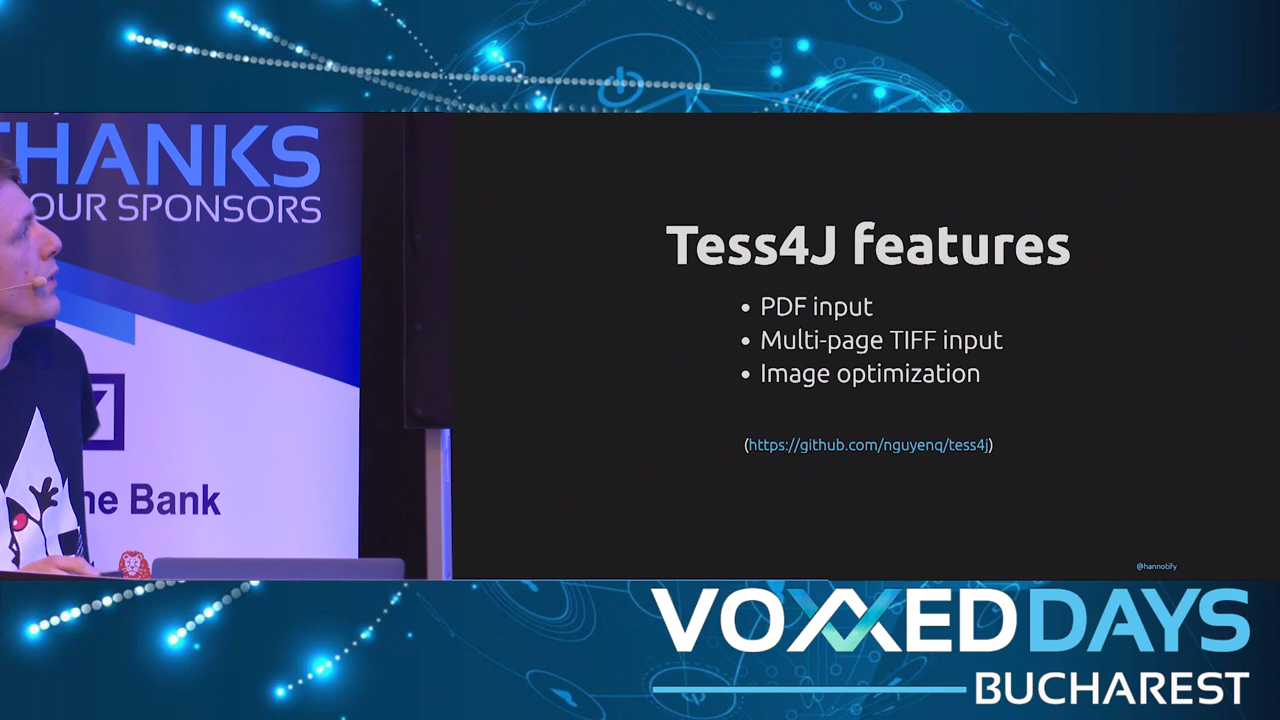 THANKS
OUR SPONSORS
Bank
Tess4J features
• PDF input
• Multi-page TIFF input
• Image optimization
(https://github.com/nguyenq/tess4j)
@hannotify
VOXXED DAYS
BUCHAREST